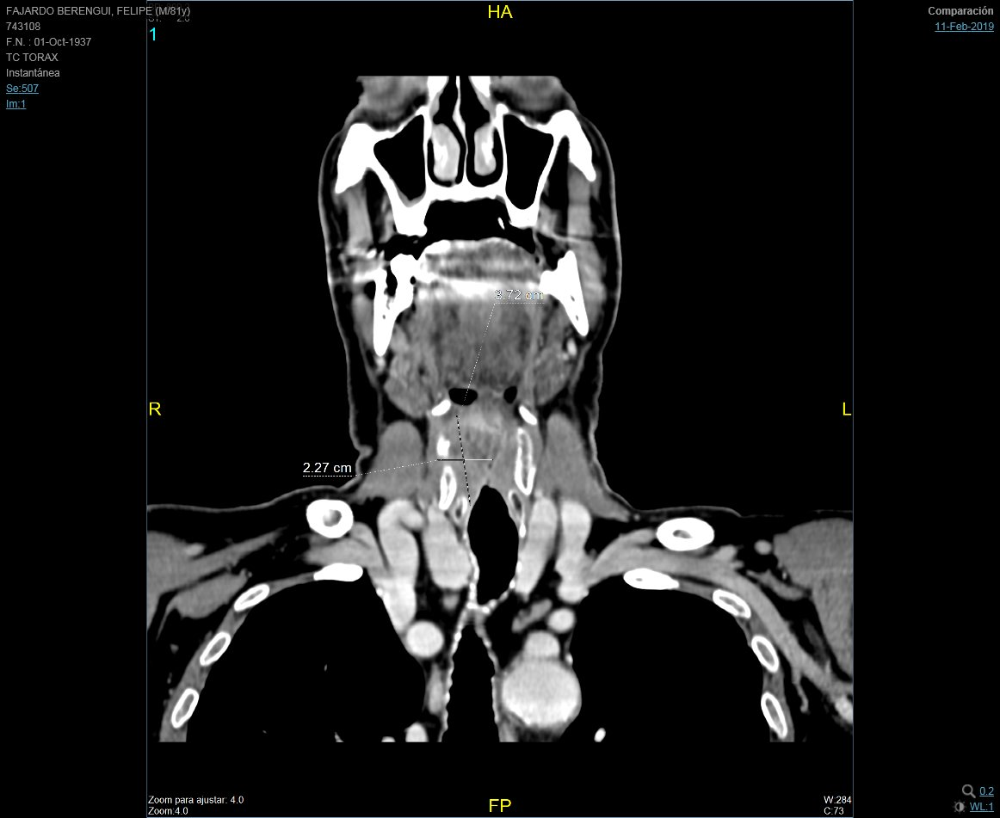 FAJARDO BERENGUI, FELIPE (M/81y)
743108
F.N. : 01-Oct-1937
TC TORAX
Instantánea
Se:507
Im:1
1
HA
Comparación
11-Feb-2019
3.72 cm
R
L
2.27 cm
Zoom para ajustar: 4.0
Zoom:4.0
FP
W.284
C:73
0.2
WL:1